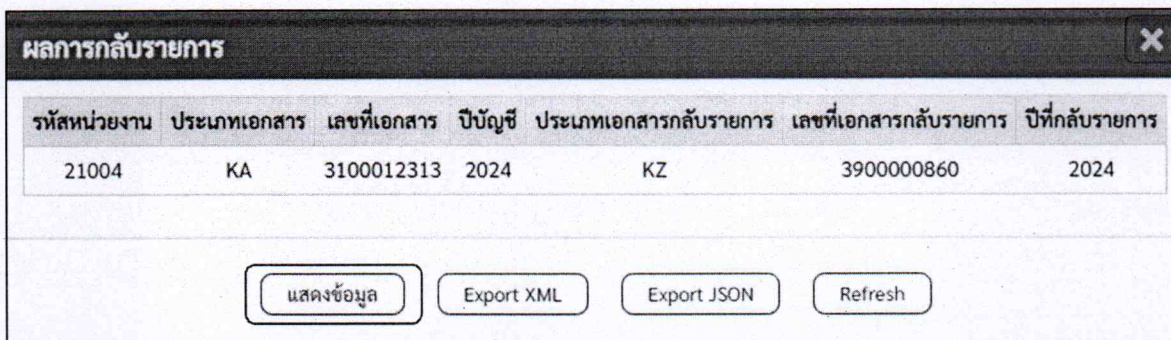 ผลการกลับรายการ
รหัสหน่วยงาน ประเภทเอกสาร เลขที่เอกสาร ปีบัญชี ประเภทเอกสารกลับรายการ เลขที่เอกสารกลับรายการ ปีที่กลับรายการ
21004 KA 3100012313 2024 KZ 3900000860 2024
แสดงข้อมูล Export XML Export JSON Refresh